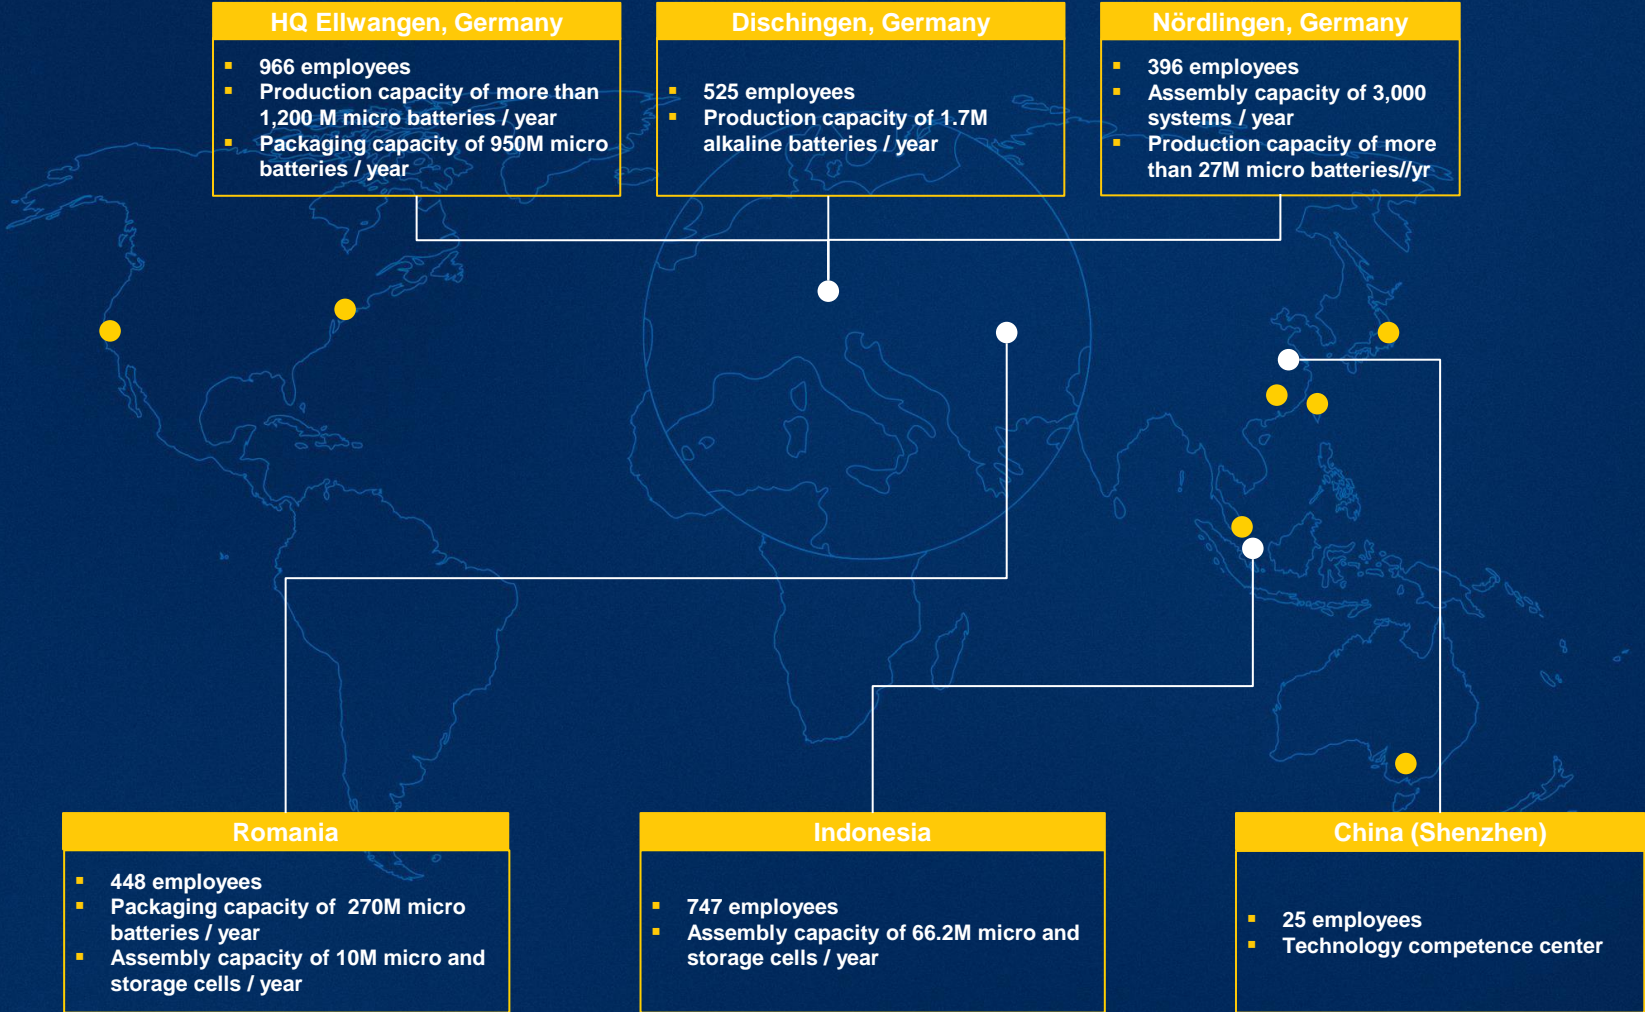 HQ Ellwangen, Germany
▪ 966 employees
▪ Production capacity of more than
1,200 M micro batteries / year
▪ Packaging capacity of 950M micro
batteries / year
Dischingen, Germany
▪ 525 employees
▪ Production capacity of 1.7M
alkaline batteries / year
Nördlingen, Germany
▪ 396 employees
▪ Assembly capacity of 3,000
systems / year
▪ Production capacity of more
than 27M micro batteries//yr
Romania
▪ 448 employees
▪ Packaging capacity of  270M micro
batteries / year
▪ Assembly capacity of 10M micro and
storage cells / year
Indonesia
▪ 747 employees
▪ Assembly capacity of 66.2M micro and
storage cells / year
China (Shenzhen)
▪ 25 employees
▪ Technology competence center